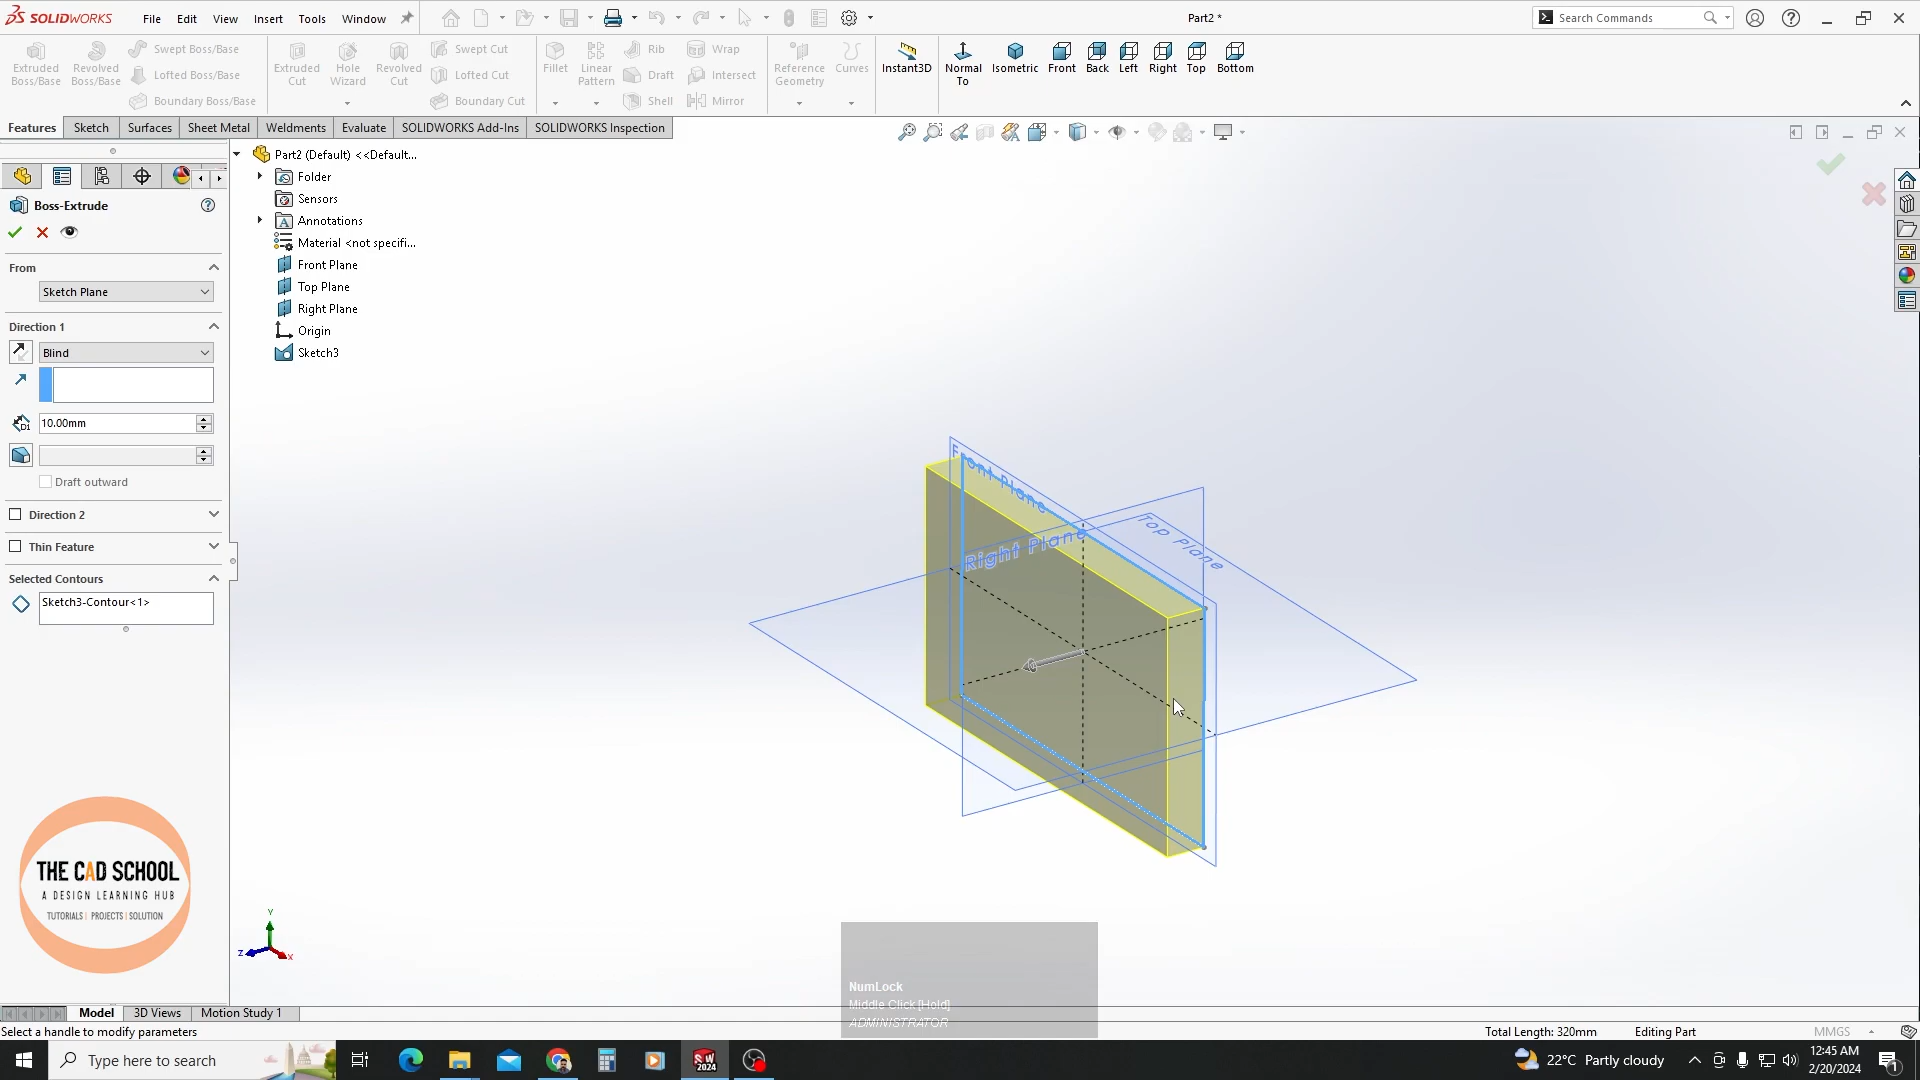 SOLIDWORKS
File
Edit
View
Insert
Tools
Window
Part2 *
Search Commands
Extruded Boss/Base
Revolved Boss/Base
Swept Boss/Base
Lofted Boss/Base
Boundary Boss/Base
Extruded Cut
Hole Wizard
Revolved Cut
Swept Cut
Lofted Cut
Boundary Cut
Fillet
Linear Pattern
Rib
Draft
Shell
Wrap
Intersect
Mirror
Reference Geometry
Curves
Instant3D
Normal To
Isometric
Front
Back
Left
Right
Top
Bottom
Features
Sketch
Surfaces
Sheet Metal
Weldments
Evaluate
SOLIDWORKS Add-Ins
SOLIDWORKS Inspection
Boss-Extrude
From
Sketch Plane
Direction 1
Blind
D1
10.00mm
Draft outward
Direction 2
Thin Feature
Selected Contours
Sketch3-Contour<1>
Part2 (Default) <<Default...
Folder
Sensors
Annotations
Material <not specifi...
Front Plane
Top Plane
Right Plane
Origin
Sketch3
Front Plane
Top Plane
Right Plane
THE CAD SCHOOL
A DESIGN LEARNING HUB
TUTORIALS | PROJECTS | SOLUTION
Y
Z
X
NumLock
Middle Click [Hold]
ADMINISTRATOR
Model
3D Views
Motion Study 1
Select a handle to modify parameters
Total Length: 320mm
Editing Part
MMGS
Type here to search
SW
2024
22°C
Partly cloudy
12:45 AM
2/20/2024
1